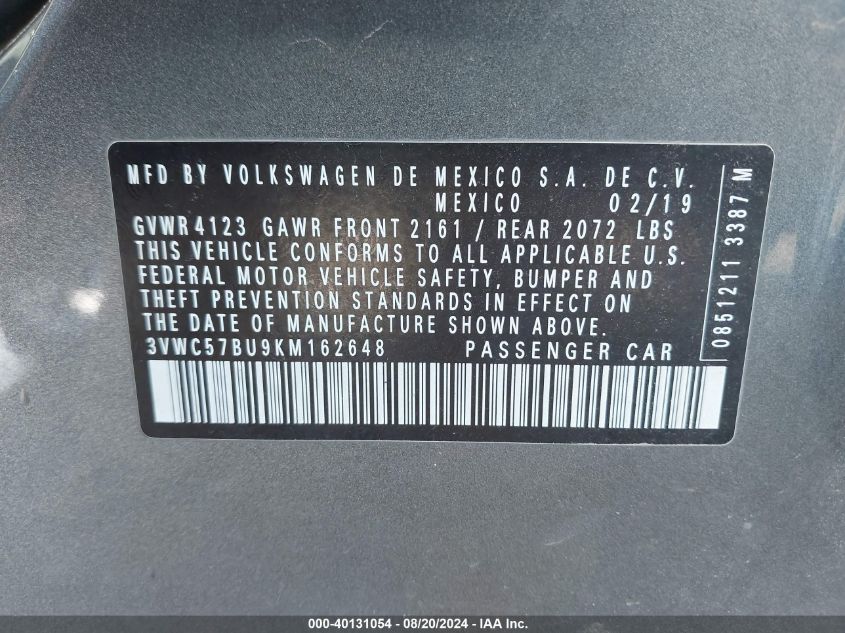 MFD BY VOLKSWAGEN DE MEXICO S.A. DE C.V.
MEXICO 02/19
GVWR 4123 GAWR FRONT 2161 / REAR 2072 LBS
THIS VEHICLE CONFORMS TO ALL APPLICABLE U.S.
FEDERAL MOTOR VEHICLE SAFETY, BUMPER AND
THEFT PREVENTION STANDARDS IN EFFECT ON
THE DATE OF MANUFACTURE SHOWN ABOVE.
3VWC57BU9KM162648 PASSENGER CAR
0851211 3387 M
000-40131054 - 08/20/2024 - IAA Inc.